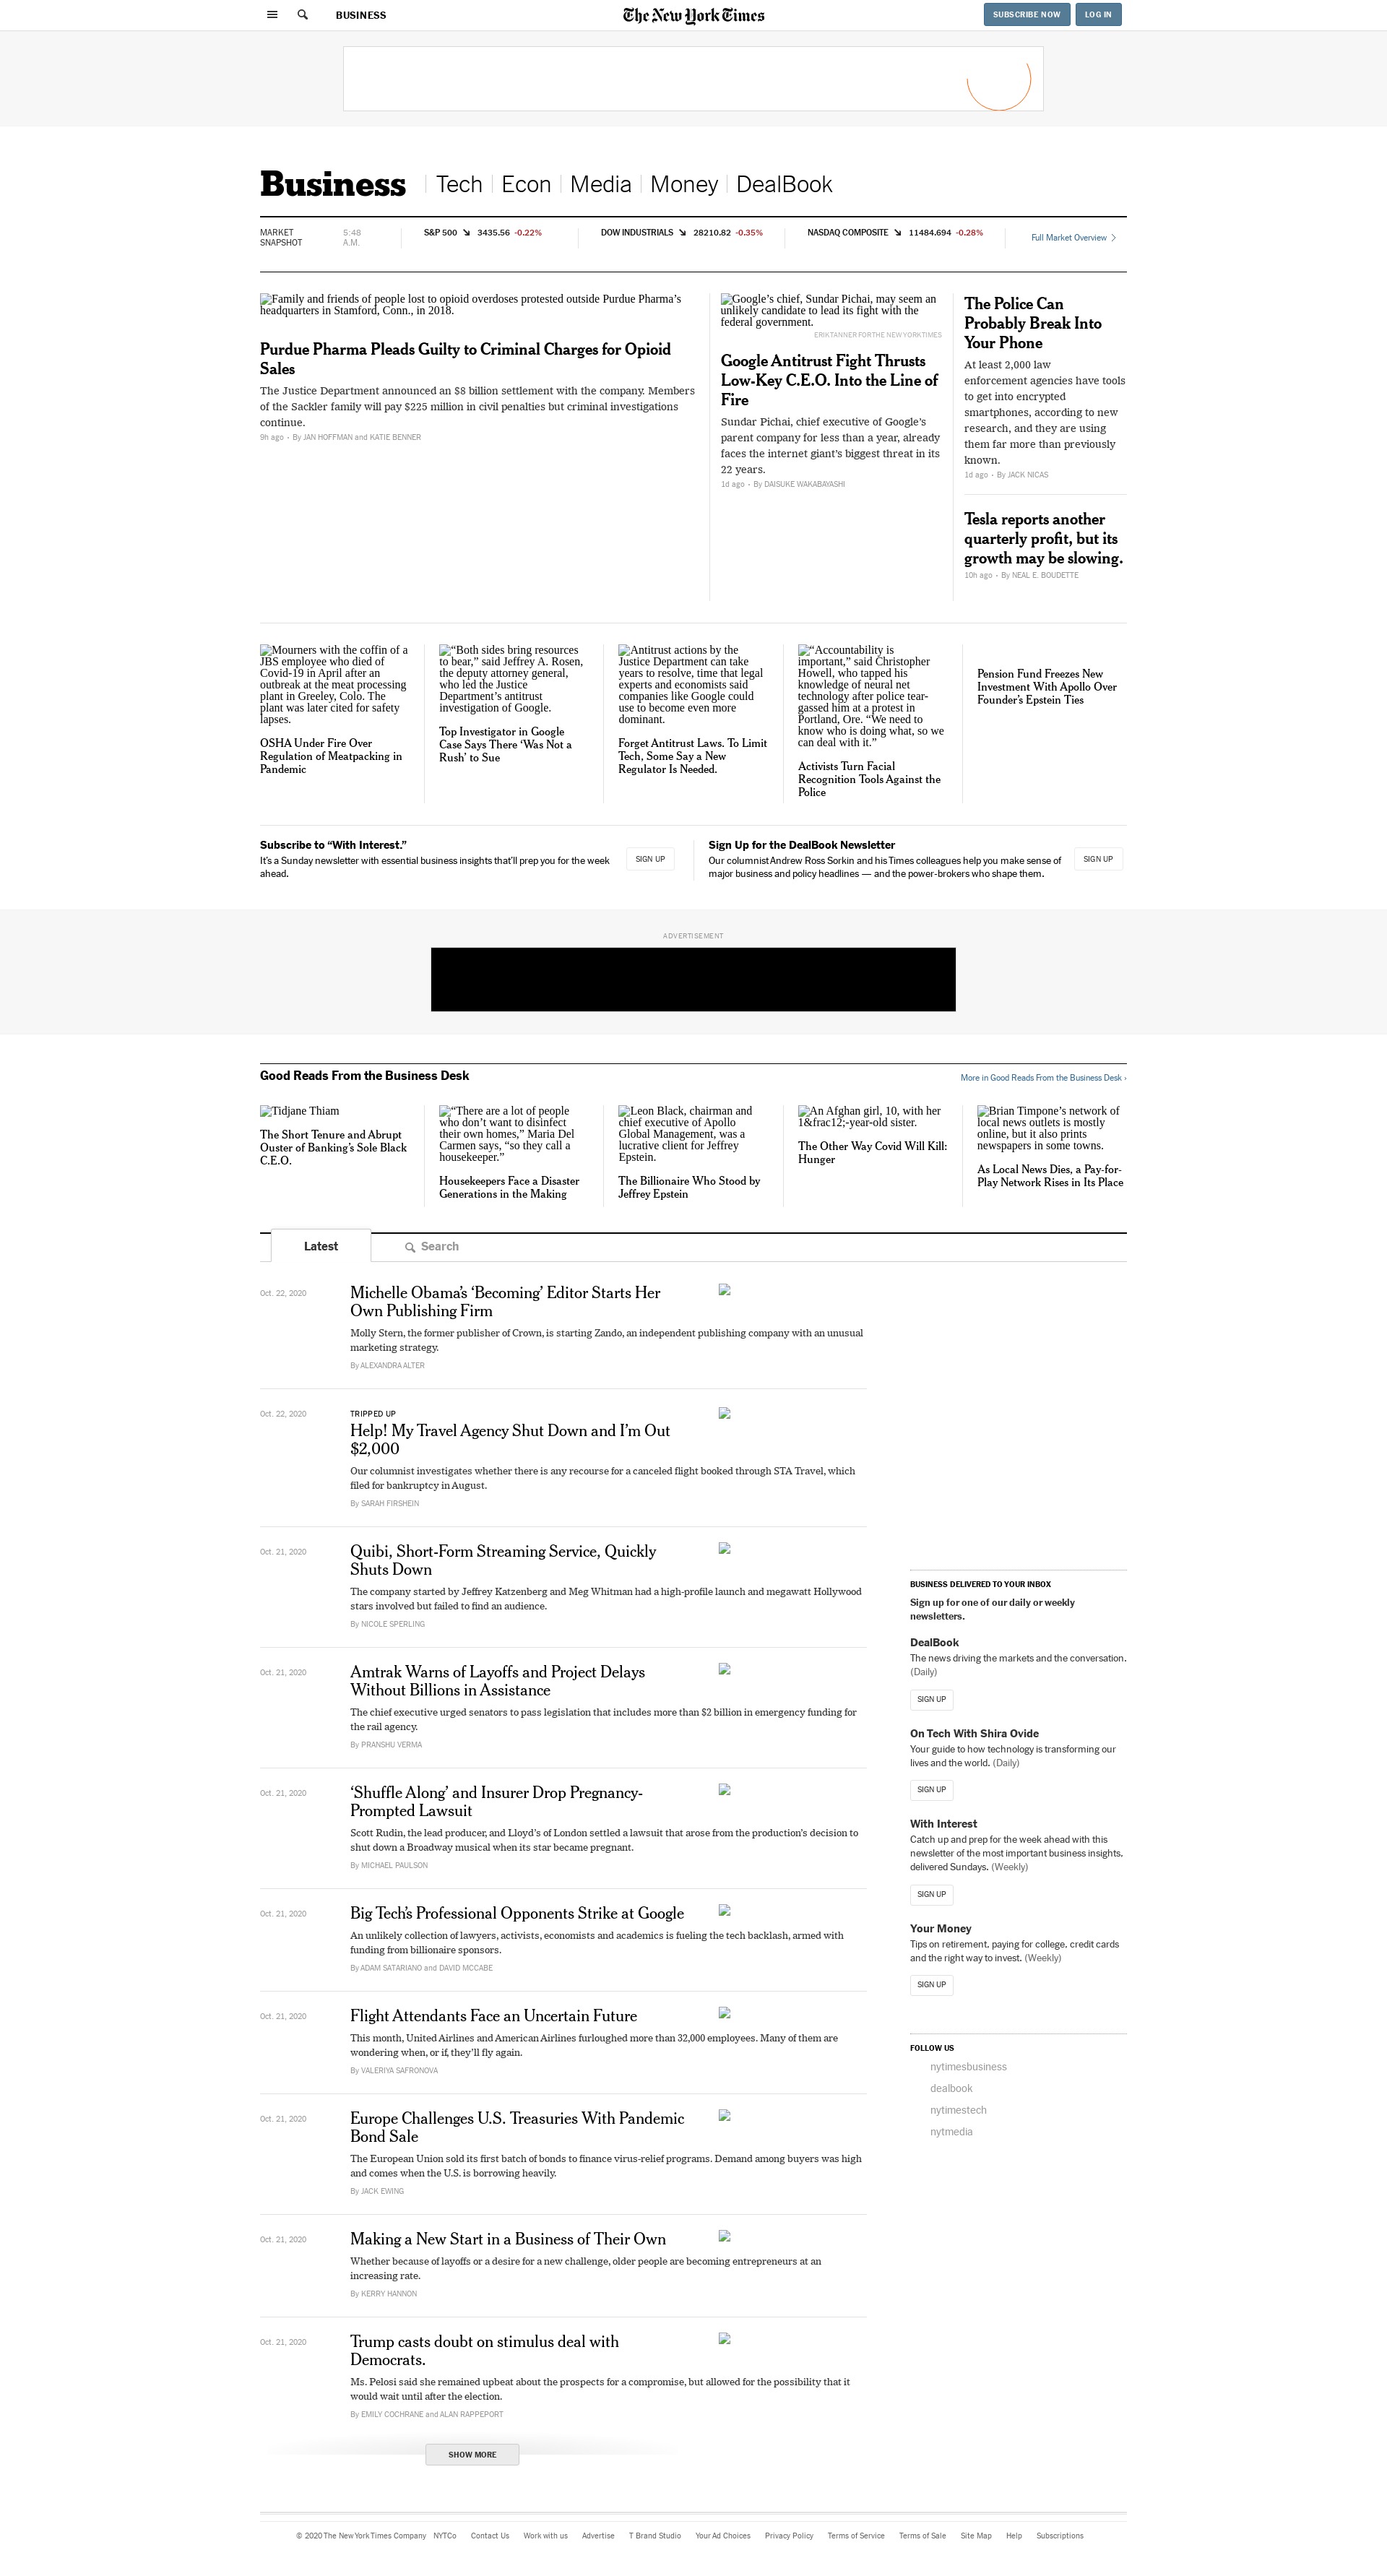 BUSINESS
The New York Times
SUBSCRIBE NOW
LOG IN
Business
Tech
Econ
Media
Money
DealBook
MARKET
SNAPSHOT
5:48
A.M.
S&P 500 3435.56 -0.22%
DOW INDUSTRIALS 28210.82 -0.35%
NASDAQ COMPOSITE 11484.694 -0.28%
Full Market Overview
Family and friends of people lost to opioid overdoses protested outside Purdue Pharma’s
headquarters in Stamford, Conn., in 2018.
Purdue Pharma Pleads Guilty to Criminal Charges for Opioid
Sales
The Justice Department announced an $8 billion settlement with the company. Members
of the Sackler family will pay $225 million in civil penalties but criminal investigations
continue.
9h ago • By JAN HOFFMAN and KATIE BENNER
Google’s chief, Sundar Pichai, may seem an
unlikely candidate to lead its fight with the
federal government.
ERIK TANNER FOR THE NEW YORK TIMES
Google Antitrust Fight Thrusts
Low-Key C.E.O. Into the Line of
Fire
Sundar Pichai, chief executive of Google’s
parent company for less than a year, already
faces the internet giant’s biggest threat in its
22 years.
1d ago • By DAISUKE WAKABAYASHI
The Police Can
Probably Break Into
Your Phone
At least 2,000 law
enforcement agencies have tools
to get into encrypted
smartphones, according to new
research, and they are using
them far more than previously
known.
1d ago • By JACK NICAS
Tesla reports another
quarterly profit, but its
growth may be slowing.
10h ago • By NEAL E. BOUDETTE
Mourners with the coffin of a
JBS employee who died of
Covid-19 in April after an
outbreak at the meat processing
plant in Greeley, Colo. The
plant was later cited for safety
lapses.
OSHA Under Fire Over
Regulation of Meatpacking in
Pandemic
“Both sides bring resources
to bear,” said Jeffrey A. Rosen,
the deputy attorney general,
who led the Justice
Department’s antitrust
investigation of Google.
Top Investigator in Google
Case Says There ‘Was Not a
Rush’ to Sue
Antitrust actions by the
Justice Department can take
years to resolve, time that legal
experts and economists said
companies like Google could
use to become even more
dominant.
Forget Antitrust Laws. To Limit
Tech, Some Say a New
Regulator Is Needed.
“Accountability is
important,” said Christopher
Howell, who tapped his
knowledge of neural net
technology after police tear-
gassed him at a protest in
Portland, Ore. “We need to
know who is doing what, so we
can deal with it.”
Activists Turn Facial
Recognition Tools Against the
Police
Pension Fund Freezes New
Investment With Apollo Over
Founder’s Epstein Ties
Subscribe to “With Interest.”
It’s a Sunday newsletter with essential business insights that’ll prep you for the week
ahead.
SIGN UP
Sign Up for the DealBook Newsletter
Our columnist Andrew Ross Sorkin and his Times colleagues help you make sense of
major business and policy headlines — and the power-brokers who shape them.
SIGN UP
ADVERTISEMENT
Good Reads From the Business Desk
More in Good Reads From the Business Desk ›
Tidjane Thiam
The Short Tenure and Abrupt
Ouster of Banking’s Sole Black
C.E.O.
“There are a lot of people
who don’t want to disinfect
their own homes,” Maria Del
Carmen says, “so they call a
housekeeper.”
Housekeepers Face a Disaster
Generations in the Making
Leon Black, chairman and
chief executive of Apollo
Global Management, was a
lucrative client for Jeffrey
Epstein.
The Billionaire Who Stood by
Jeffrey Epstein
An Afghan girl, 10, with her
1&frac12;-year-old sister.
The Other Way Covid Will Kill:
Hunger
Brian Timpone’s network of
local news outlets is mostly
online, but it also prints
newspapers in some towns.
As Local News Dies, a Pay-for-
Play Network Rises in Its Place
Latest
Search
Oct. 22, 2020
Michelle Obama’s ‘Becoming’ Editor Starts Her
Own Publishing Firm
Molly Stern, the former publisher of Crown, is starting Zando, an independent publishing company with an unusual
marketing strategy.
By ALEXANDRA ALTER
Oct. 22, 2020
TRIPPED UP
Help! My Travel Agency Shut Down and I’m Out
$2,000
Our columnist investigates whether there is any recourse for a canceled flight booked through STA Travel, which
filed for bankruptcy in August.
By SARAH FIRSHEIN
Oct. 21, 2020
Quibi, Short-Form Streaming Service, Quickly
Shuts Down
The company started by Jeffrey Katzenberg and Meg Whitman had a high-profile launch and megawatt Hollywood
stars involved but failed to find an audience.
By NICOLE SPERLING
Oct. 21, 2020
Amtrak Warns of Layoffs and Project Delays
Without Billions in Assistance
The chief executive urged senators to pass legislation that includes more than $2 billion in emergency funding for
the rail agency.
By PRANSHU VERMA
Oct. 21, 2020
‘Shuffle Along’ and Insurer Drop Pregnancy-
Prompted Lawsuit
Scott Rudin, the lead producer, and Lloyd’s of London settled a lawsuit that arose from the production’s decision to
shut down a Broadway musical when its star became pregnant.
By MICHAEL PAULSON
Oct. 21, 2020
Big Tech’s Professional Opponents Strike at Google
An unlikely collection of lawyers, activists, economists and academics is fueling the tech backlash, armed with
funding from billionaire sponsors.
By ADAM SATARIANO and DAVID MCCABE
Oct. 21, 2020
Flight Attendants Face an Uncertain Future
This month, United Airlines and American Airlines furloughed more than 32,000 employees. Many of them are
wondering when, or if, they’ll fly again.
By VALERIYA SAFRONOVA
Oct. 21, 2020
Europe Challenges U.S. Treasuries With Pandemic
Bond Sale
The European Union sold its first batch of bonds to finance virus-relief programs. Demand among buyers was high
and comes when the U.S. is borrowing heavily.
By JACK EWING
Oct. 21, 2020
Making a New Start in a Business of Their Own
Whether because of layoffs or a desire for a new challenge, older people are becoming entrepreneurs at an
increasing rate.
By KERRY HANNON
Oct. 21, 2020
Trump casts doubt on stimulus deal with
Democrats.
Ms. Pelosi said she remained upbeat about the prospects for a compromise, but allowed for the possibility that it
would wait until after the election.
By EMILY COCHRANE and ALAN RAPPEPORT
SHOW MORE
BUSINESS DELIVERED TO YOUR INBOX
Sign up for one of our daily or weekly
newsletters.
DealBook
The news driving the markets and the conversation.
(Daily)
SIGN UP
On Tech With Shira Ovide
Your guide to how technology is transforming our
lives and the world. (Daily)
SIGN UP
With Interest
Catch up and prep for the week ahead with this
newsletter of the most important business insights,
delivered Sundays. (Weekly)
SIGN UP
Your Money
Tips on retirement, paying for college, credit cards
and the right way to invest. (Weekly)
SIGN UP
FOLLOW US
nytimesbusiness
dealbook
nytimestech
nytmedia
© 2020 The New York Times Company NYTCo Contact Us Work with us Advertise T Brand Studio Your Ad Choices Privacy Policy Terms of Service Terms of Sale Site Map Help Subscriptions